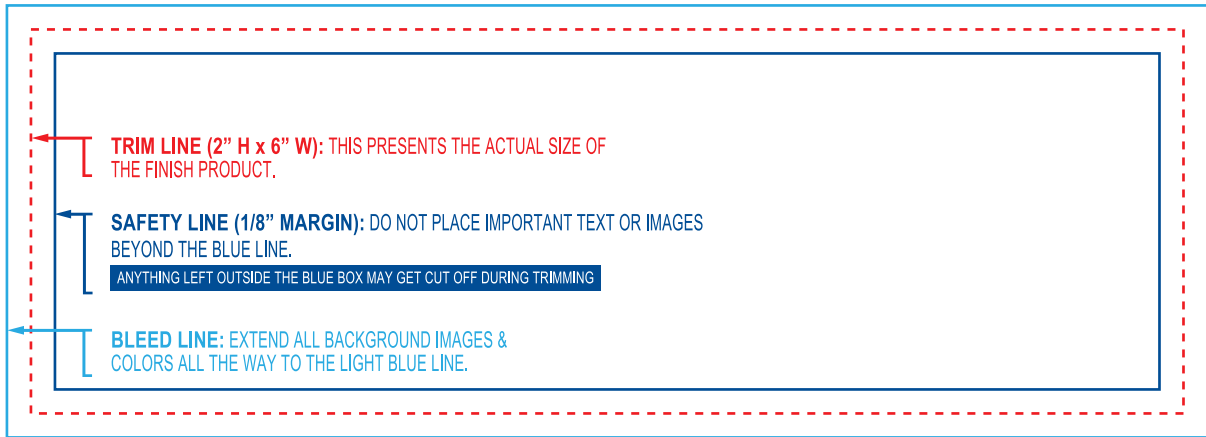 TRIM LINE (2” H x 6” W): THIS PRESENTS THE ACTUAL SIZE OF
THE FINISH PRODUCT.
SAFETY LINE (1/8” MARGIN): DO NOT PLACE IMPORTANT TEXT OR IMAGES
BEYOND THE BLUE LINE.
ANYTHING LEFT OUTSIDE THE BLUE BOX MAY GET CUT OFF DURING TRIMMING
BLEED LINE: EXTEND ALL BACKGROUND IMAGES &
COLORS ALL THE WAY TO THE LIGHT BLUE LINE.